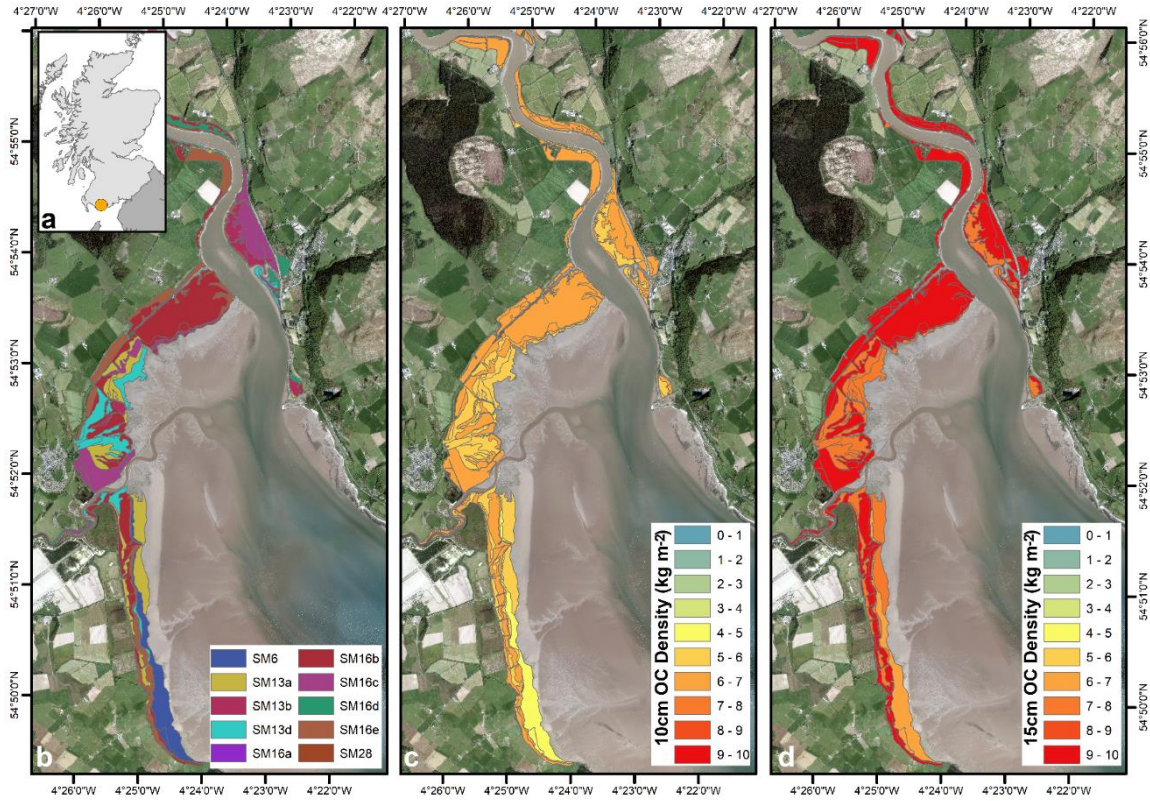 4°27'0"W 4°26'0"W 4°25'0"W 4°24'0"W 4°23'0"W 4°22'0"W
4°26'0"W 4°25'0"W 4°24'0"W 4°23'0"W 4°22'0"W
4°26'0"W 4°25'0"W 4°24'0"W 4°23'0"W 4°22'0"W
54°55'0"N
54°54'0"N
54°53'0"N
54°52'0"N
54°51'0"N
54°50'0"N
a
b
SM6
SM13a
SM13b
SM13d
SM16a
SM16b
SM16c
SM16d
SM16e
SM28
c
10cm OC Density (kg m-2)
0 - 1
1 - 2
2 - 3
3 - 4
4 - 5
5 - 6
6 - 7
7 - 8
8 - 9
9 - 10
d
15cm OC Density (kg m-2)
0 - 1
1 - 2
2 - 3
3 - 4
4 - 5
5 - 6
6 - 7
7 - 8
8 - 9
9 - 10
54°56'0"N
54°55'0"N
54°54'0"N
54°53'0"N
54°52'0"N
54°51'0"N
54°50'0"N
4°26'0"W 4°25'0"W 4°24'0"W 4°23'0"W 4°22'0"W
4°26'0"W 4°25'0"W 4°24'0"W 4°23'0"W 4°22'0"W
4°26'0"W 4°25'0"W 4°24'0"W 4°23'0"W 4°22'0"W